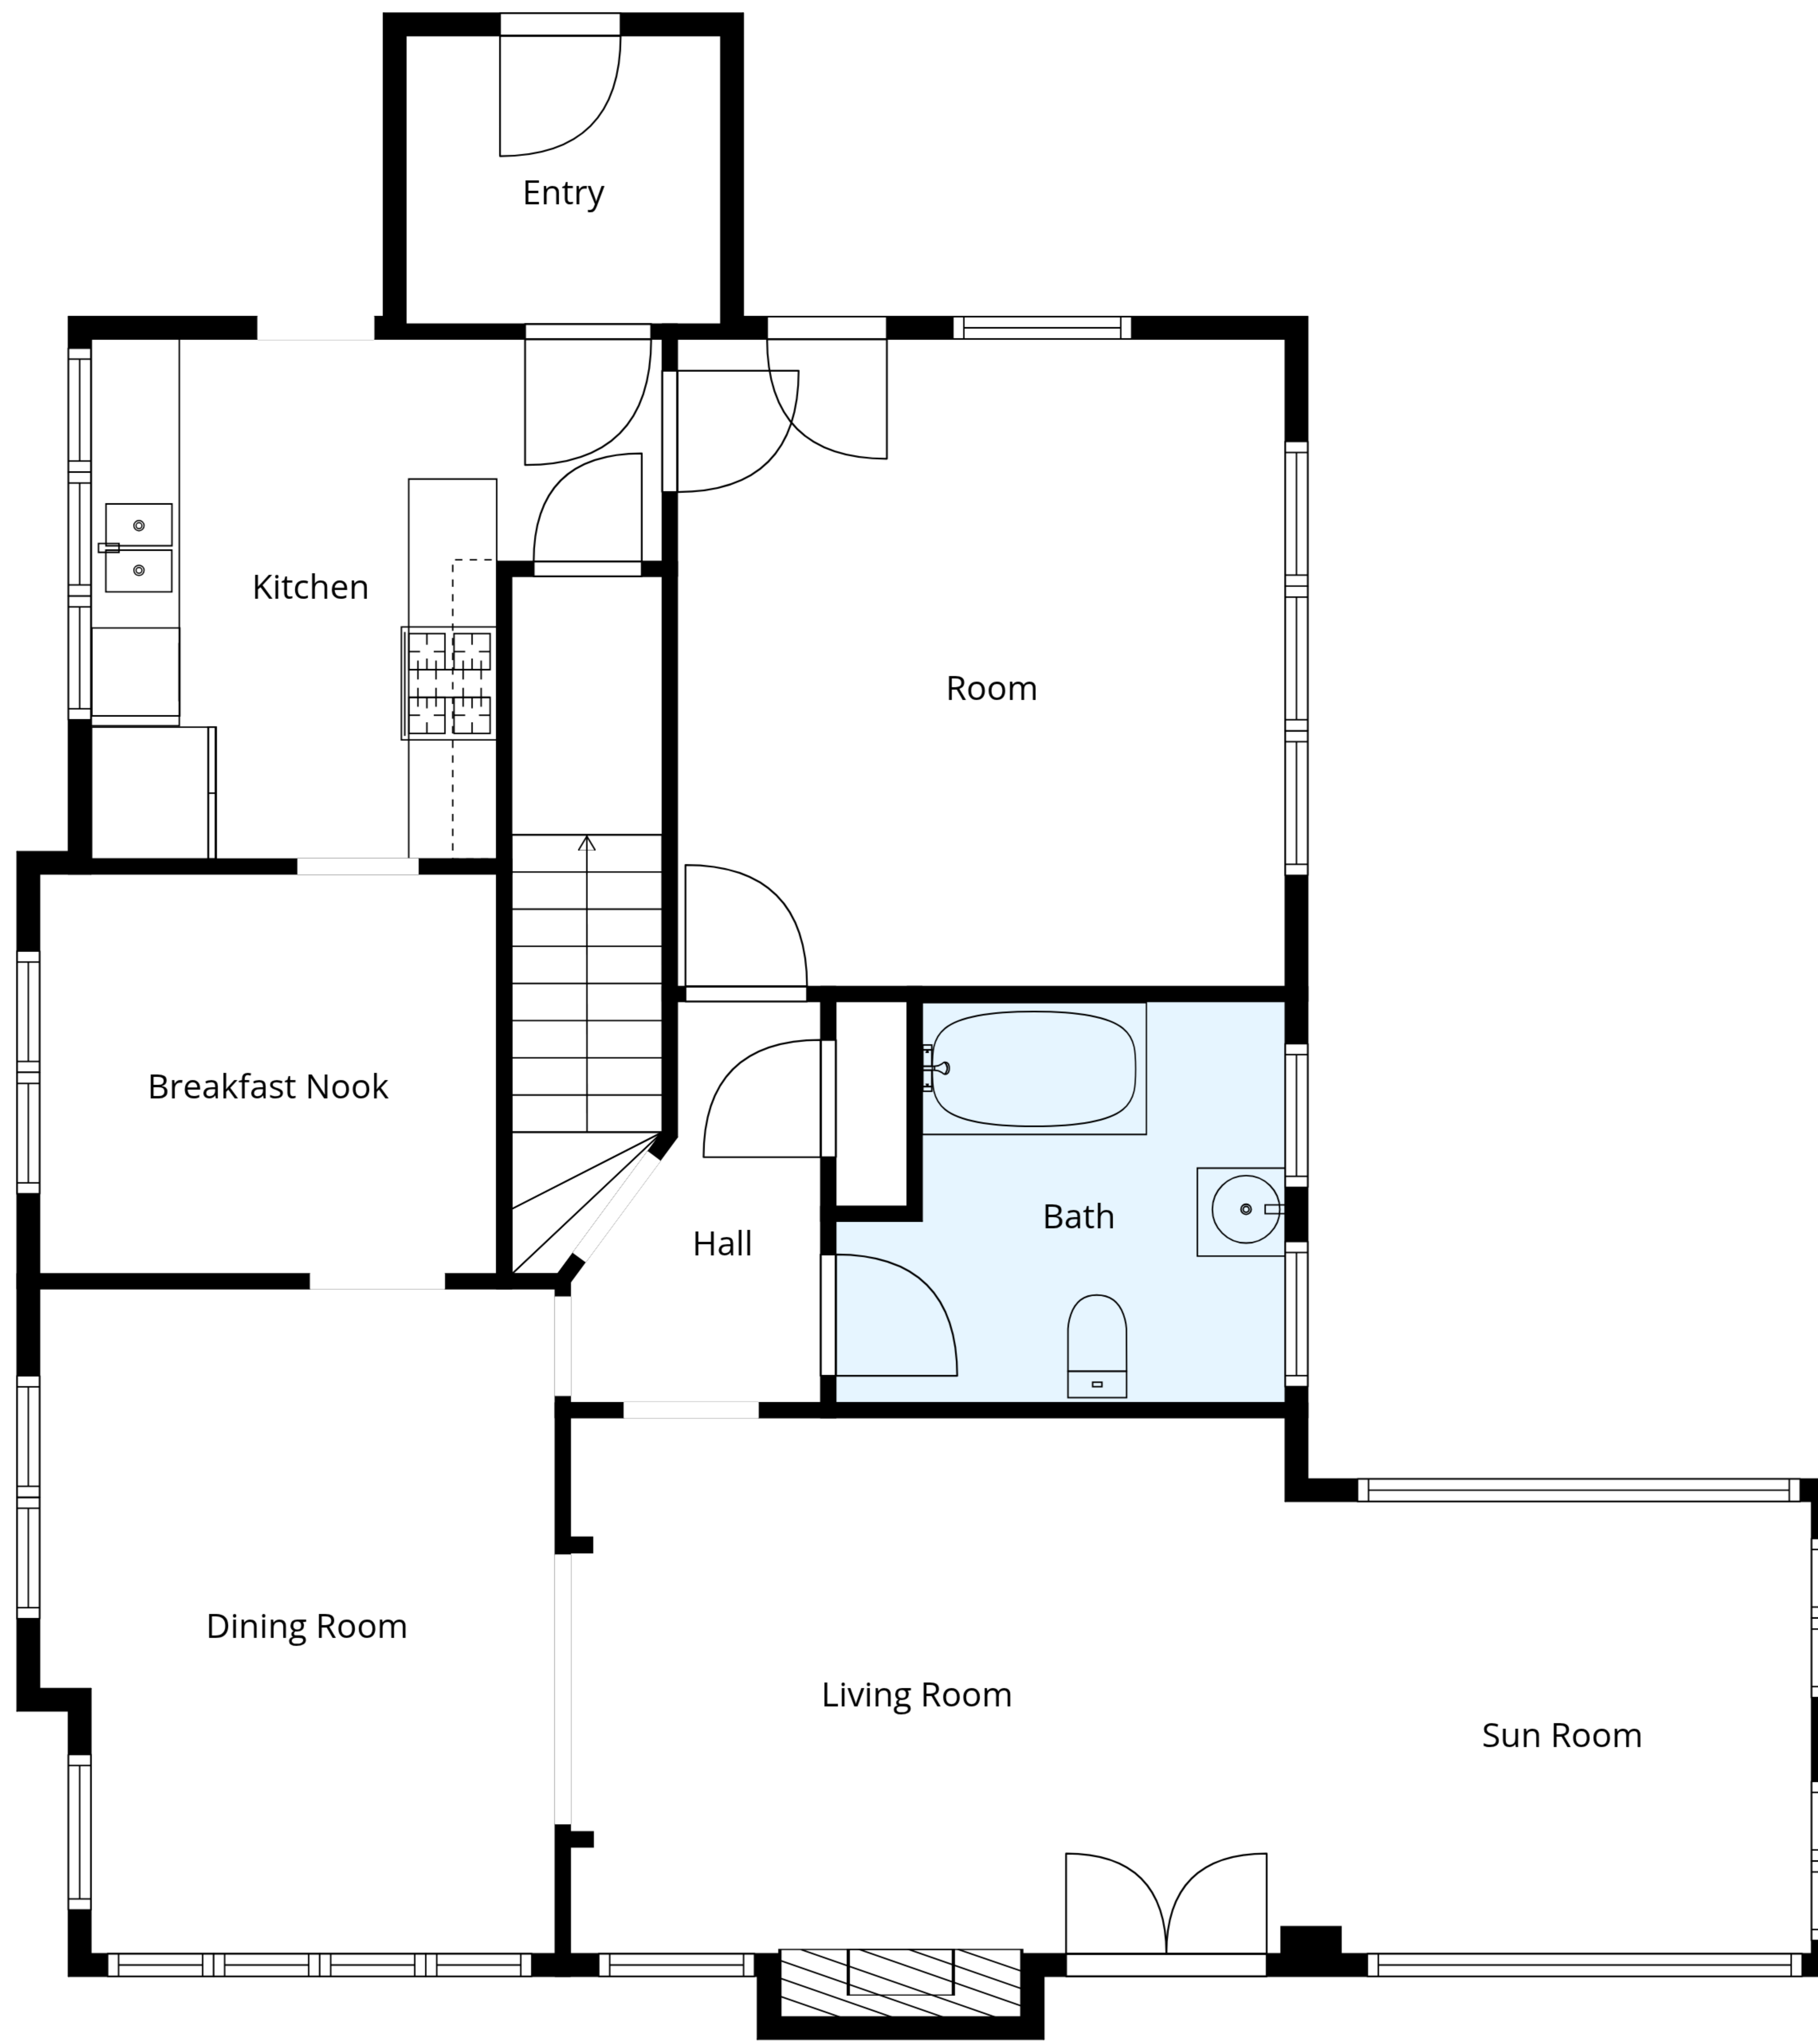 Entry
Kitchen
Room
Breakfast Nook
Bath
Hall
Dining Room
Living Room
Sun Room